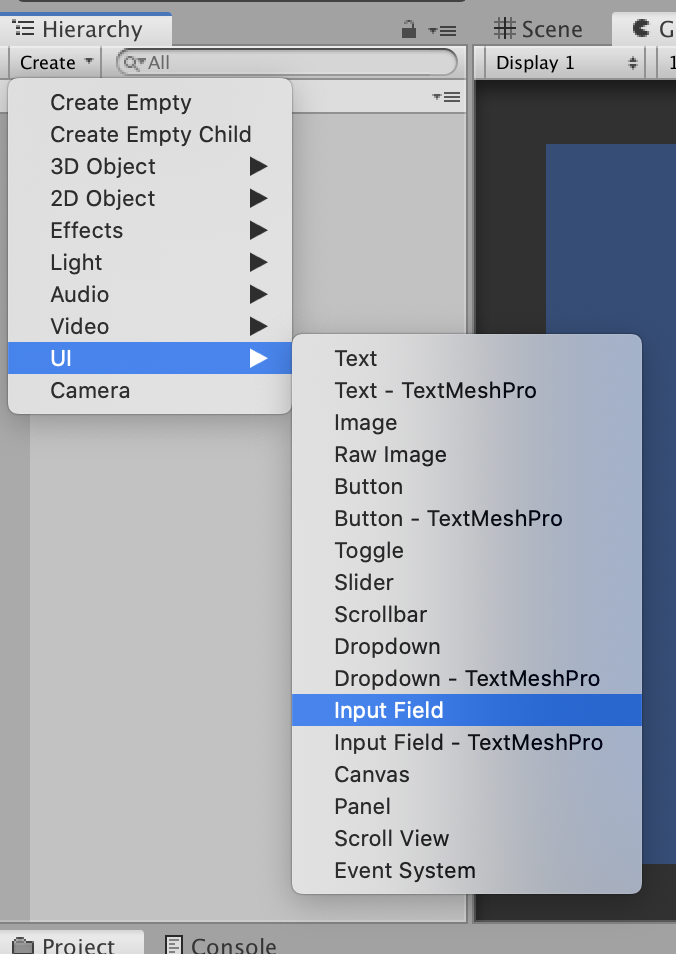 Hierarchy
Scene
G
Create
All
Display 1
1
Create Empty
Create Empty Child
3D Object
2D Object
Effects
Light
Audio
Video
UI
Camera
Text
Text - TextMeshPro
Image
Raw Image
Button
Button - TextMeshPro
Toggle
Slider
Scrollbar
Dropdown
Dropdown - TextMeshPro
Input Field
Input Field - TextMeshPro
Canvas
Panel
Scroll View
Event System
Project
Console